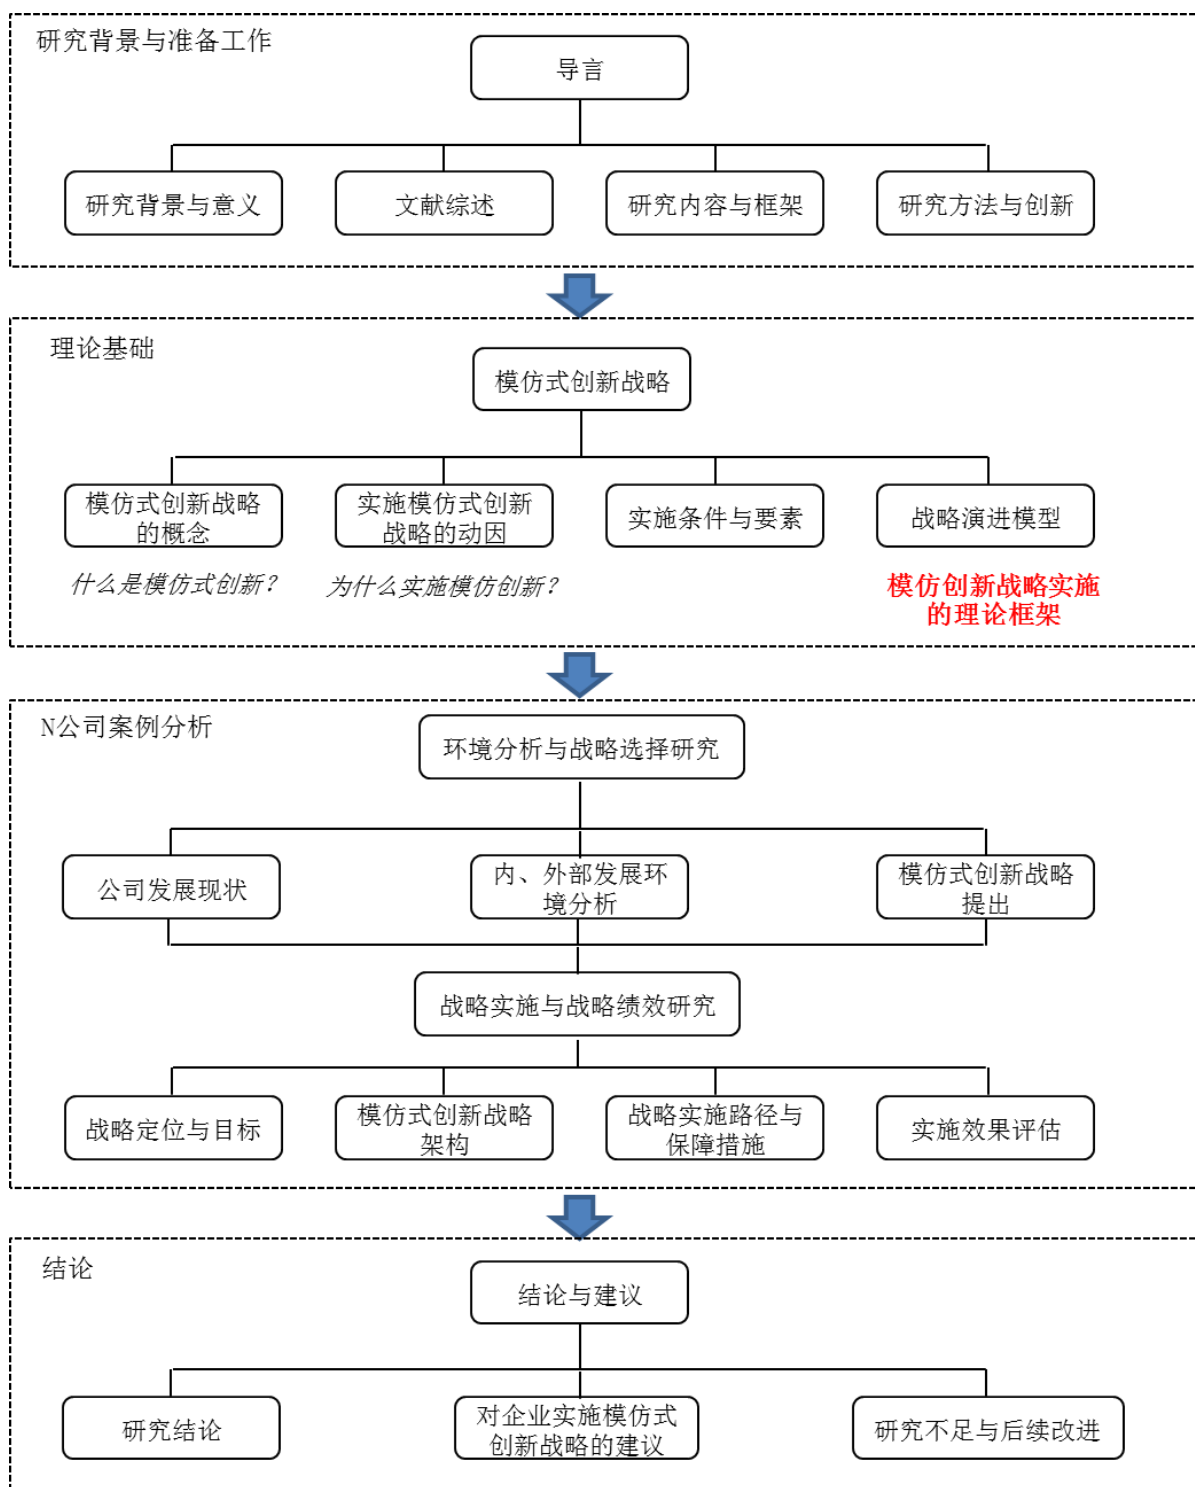 研究背景与准备工作
导言
研究背景与意义
文献综述
研究内容与框架
研究方法与创新
理论基础
模仿式创新战略
模仿式创新战略
的概念
实施模仿式创新
战略的动因
实施条件与要素
战略演进模型
什么是模仿式创新?
为什么实施模仿创新?
模仿创新战略实施
的理论框架
N公司案例分析
环境分析与战略选择研究
公司发展现状
内、外部发展环
境分析
模仿式创新战略
提出
战略实施与战略绩效研究
战略定位与目标
模仿式创新战略
架构
战略实施路径与
保障措施
实施效果评估
结论
结论与建议
研究结论
对企业实施模仿式
创新战略的建议
研究不足与后续改进